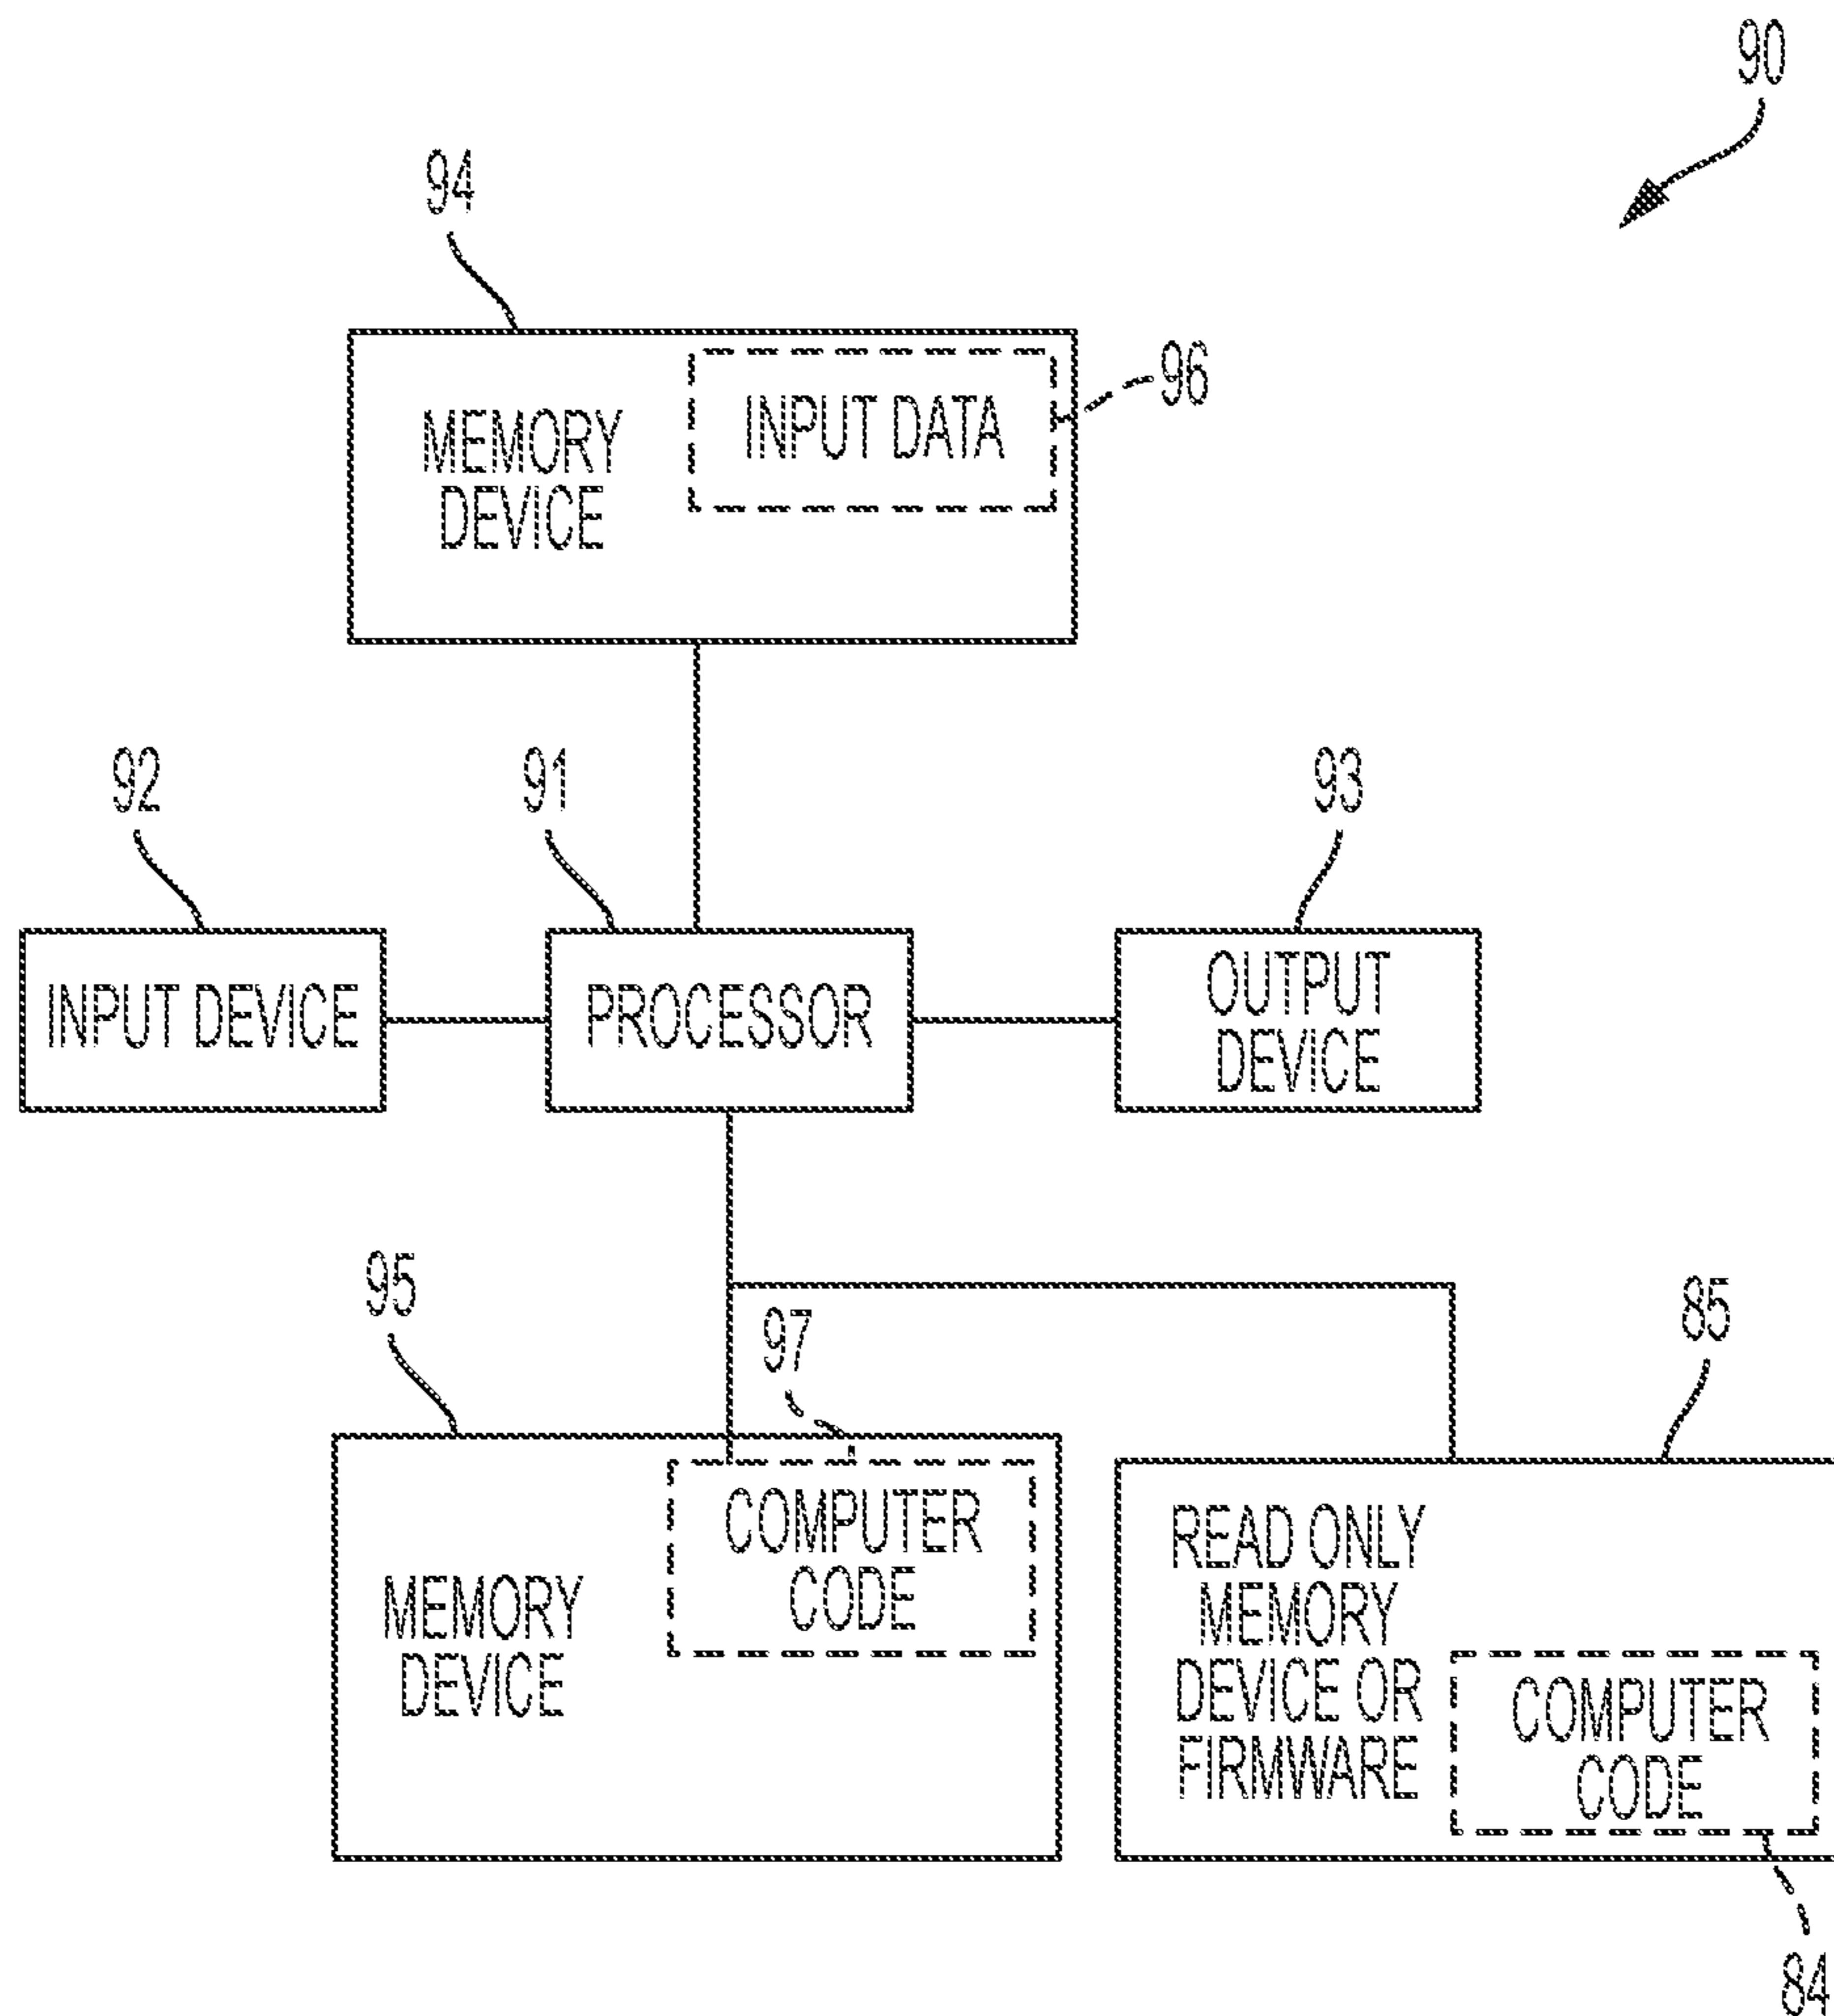 90
94
96
INPUT DATA
MEMORY
DEVICE
92
91
93
INPUT DEVICE
PROCESSOR
OUTPUT
DEVICE
95
97
85
COMPUTER
CODE
MEMORY
DEVICE
READ ONLY
MEMORY
DEVICE OR
FIRMWARE
COMPUTER
CODE
84